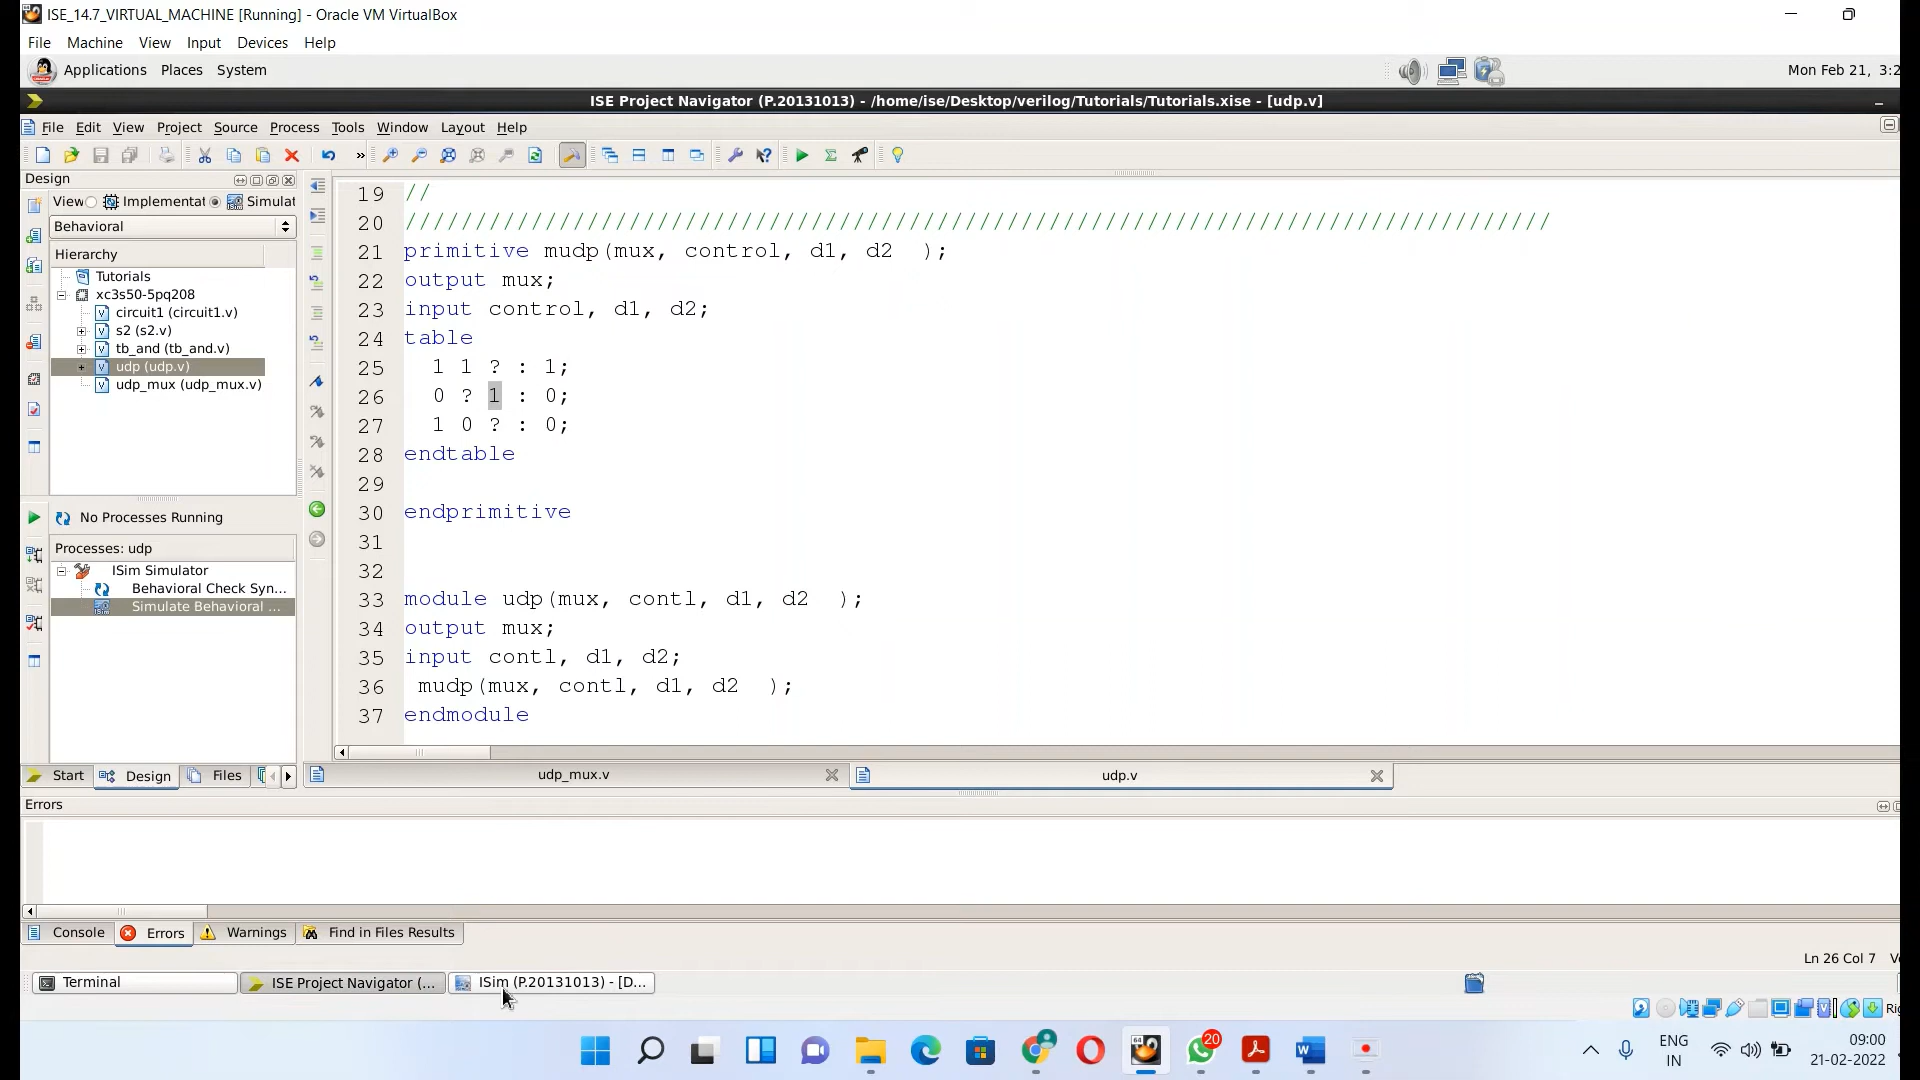 ISE_14.7_VIRTUAL_MACHINE [Running] - Oracle VM VirtualBox
File Machine View Input Devices Help
Applications Places System
Mon Feb 21, 3:2
ISE Project Navigator (P.20131013) - /home/ise/Desktop/verilog/Tutorials/Tutorials.xise - [udp.v]
File Edit View Project Source Process Tools Window Layout Help
»
Design
View Implementat Simulat
Behavioral
Hierarchy
Tutorials
xc3s50-5pq208
circuit1 (circuit1.v)
s2 (s2.v)
tb_and (tb_and.v)
udp (udp.v)
udp_mux (udp_mux.v)
No Processes Running
Processes: udp
ISim Simulator
Behavioral Check Syn...
Simulate Behavioral ...
Start Design Files
19 //
20 //////////////////////////////////////////////////////////////////////////////////
21 primitive mudp(mux, control, d1, d2  );
22 output mux;
23 input control, d1, d2;
24 table
25 1 1 ? : 1;
26 0 ? 1 : 0;
27 1 0 ? : 0;
28 endtable
29
30 endprimitive
31
32
33 module udp(mux, contl, d1, d2  );
34 output mux;
35 input contl, d1, d2;
36 mudp(mux, contl, d1, d2  );
37 endmodule
udp_mux.v udp.v
Errors
Console Errors Warnings Find in Files Results
Ln 26 Col 7
Terminal ISE Project Navigator (... ISim (P.20131013) - [D...
20
ENG
IN
09:00
21-02-2022